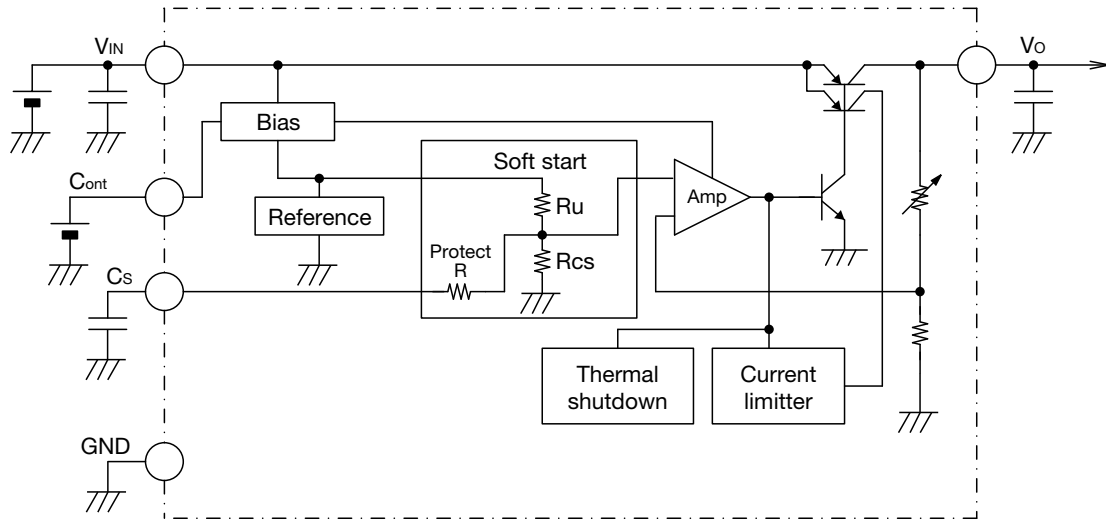 VIN
VO
Bias
Soft start
Cont
Amp
Reference
Ru
Protect
R
Rcs
CS
Thermal
shutdown
Current
limitter
GND